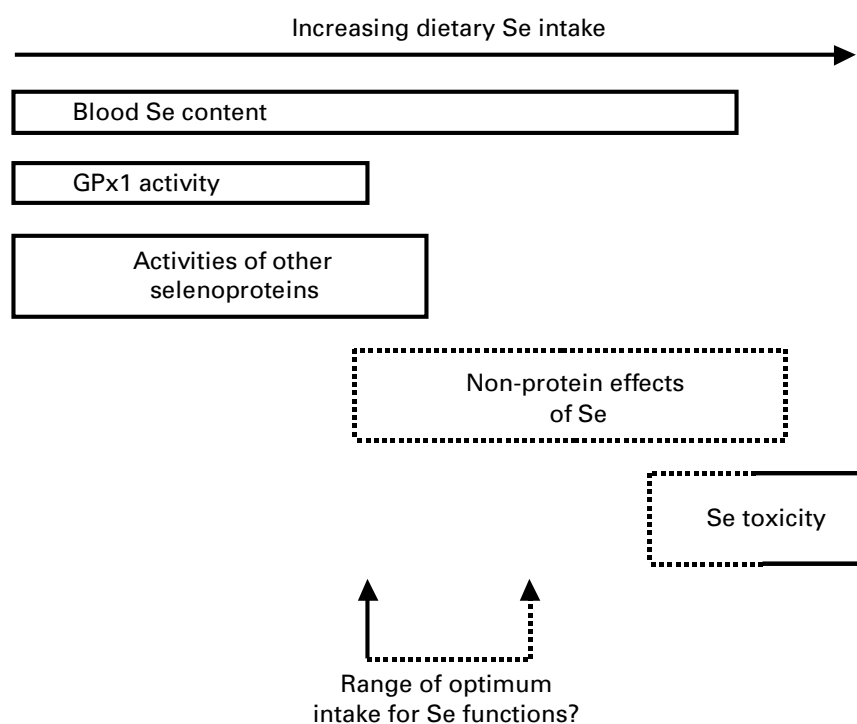 Increasing dietary Se intake
Blood Se content
GPx1 activity
Activities of other
selenoproteins
Non-protein effects
of Se
Se toxicity
Range of optimum
intake for Se functions?